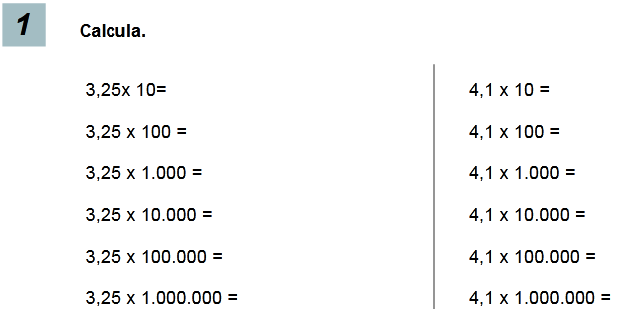 1
Calcula.
3,25x 10=
3,25 x 100 =
3,25 x 1.000 =
3,25 x 10.000 =
3,25 x 100.000 =
3,25 x 1.000.000 =
4,1 x 10 =
4,1 x 100 =
4,1 x 1.000 =
4,1 x 10.000 =
4,1 x 100.000 =
4,1 x 1.000.000 =